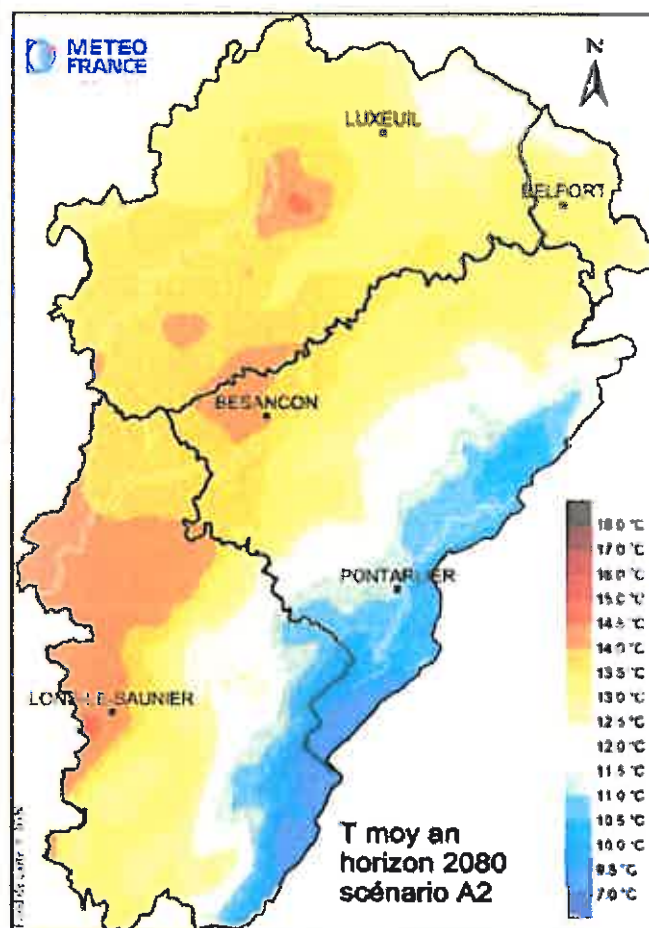 METEO
FRANCE
N
LUXEUIL
BELFORT
BESANCON
PONTARLIER
LONS-LE-SAUNIER
18.0 °C
17.0 °C
16.0 °C
15.0 °C
14.5 °C
14.0 °C
13.5 °C
13.0 °C
12.5 °C
12.0 °C
11.5 °C
11.0 °C
10.5 °C
10.0 °C
9.5 °C
7.0 °C
T moy an
horizon 2080
scénario A2